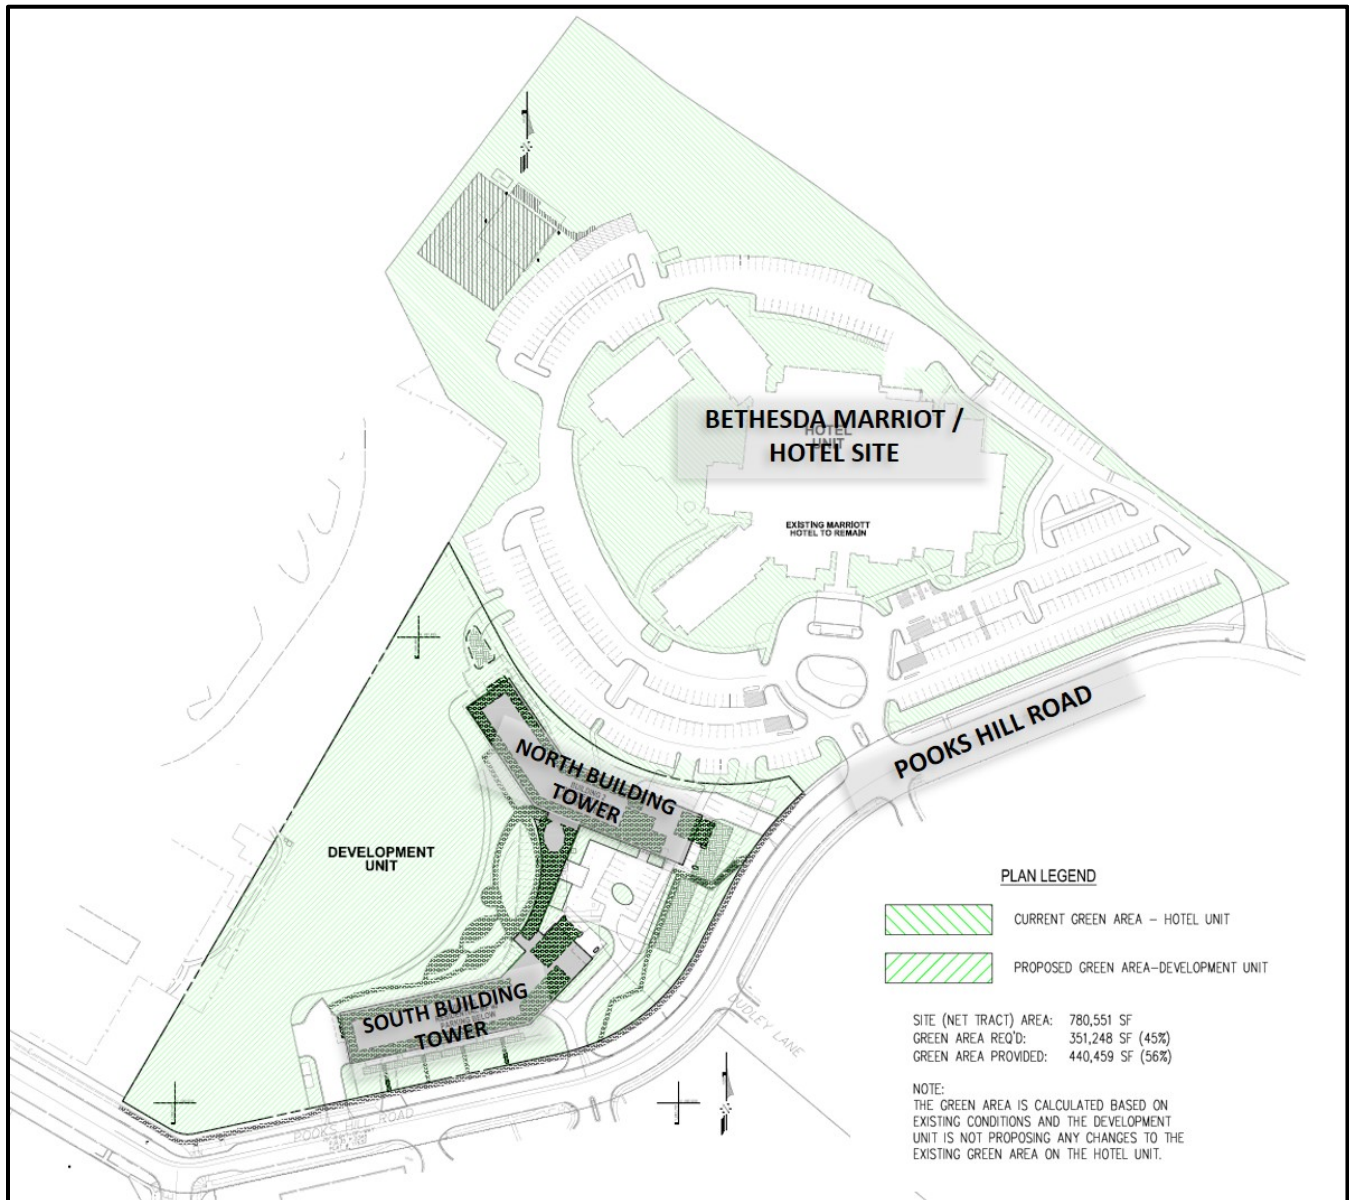 BETHESDA MARRIOT /
HOTEL
UNIT
HOTEL SITE
EXISTING MARRIOTT
HOTEL TO REMAIN
POOKS HILL ROAD
NORTH BUILDING
TOWER
DEVELOPMENT
UNIT
SOUTH BUILDING
PARKING BELOW
TOWER
DUDLEY LANE
POOKS HILL ROAD
PLAN LEGEND
CURRENT GREEN AREA - HOTEL UNIT
PROPOSED GREEN AREA-DEVELOPMENT UNIT
SITE (NET TRACT) AREA: 780,551 SF
GREEN AREA REQ'D: 351,248 SF (45%)
GREEN AREA PROVIDED: 440,459 SF (56%)
NOTE:
THE GREEN AREA IS CALCULATED BASED ON
EXISTING CONDITIONS AND THE DEVELOPMENT
UNIT IS NOT PROPOSING ANY CHANGES TO THE
EXISTING GREEN AREA ON THE HOTEL UNIT.